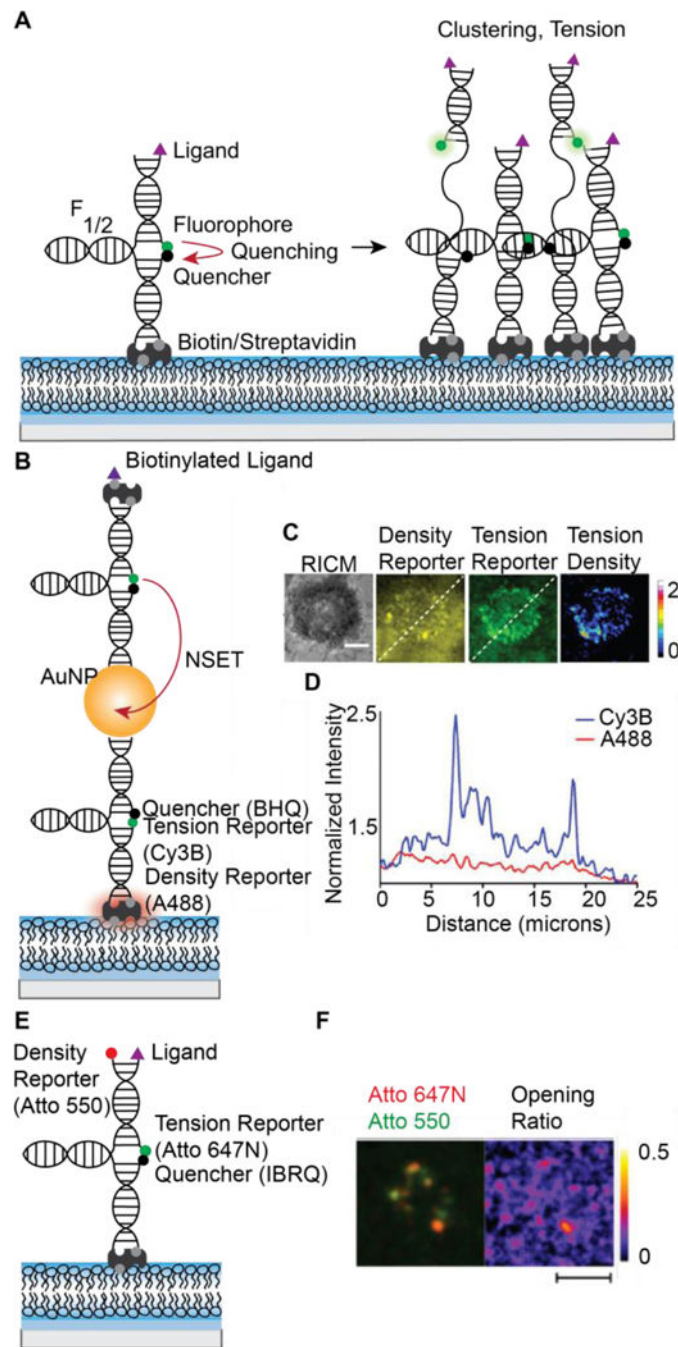 A
Clustering, Tension
Ligand
F1/2
Fluorophore
Quenching
Quencher
Biotin/Streptavidin
B
Biotinylated Ligand
AuNP
NSET
Quencher (BHQ)
Tension Reporter
(Cy3B)
Density Reporter
(A488)
C
RICM
Density
Reporter
Tension
Reporter
Tension
Density
2
0
D
Normalized Intensity
2.5
1.5
Cy3B
A488
0 5 10 15 20 25
Distance (microns)
E
Density
Reporter
(Atto 550)
Ligand
Tension Reporter
(Atto 647N)
Quencher (IBRQ)
F
Atto 647N
Atto 550
Opening
Ratio
0.5
0